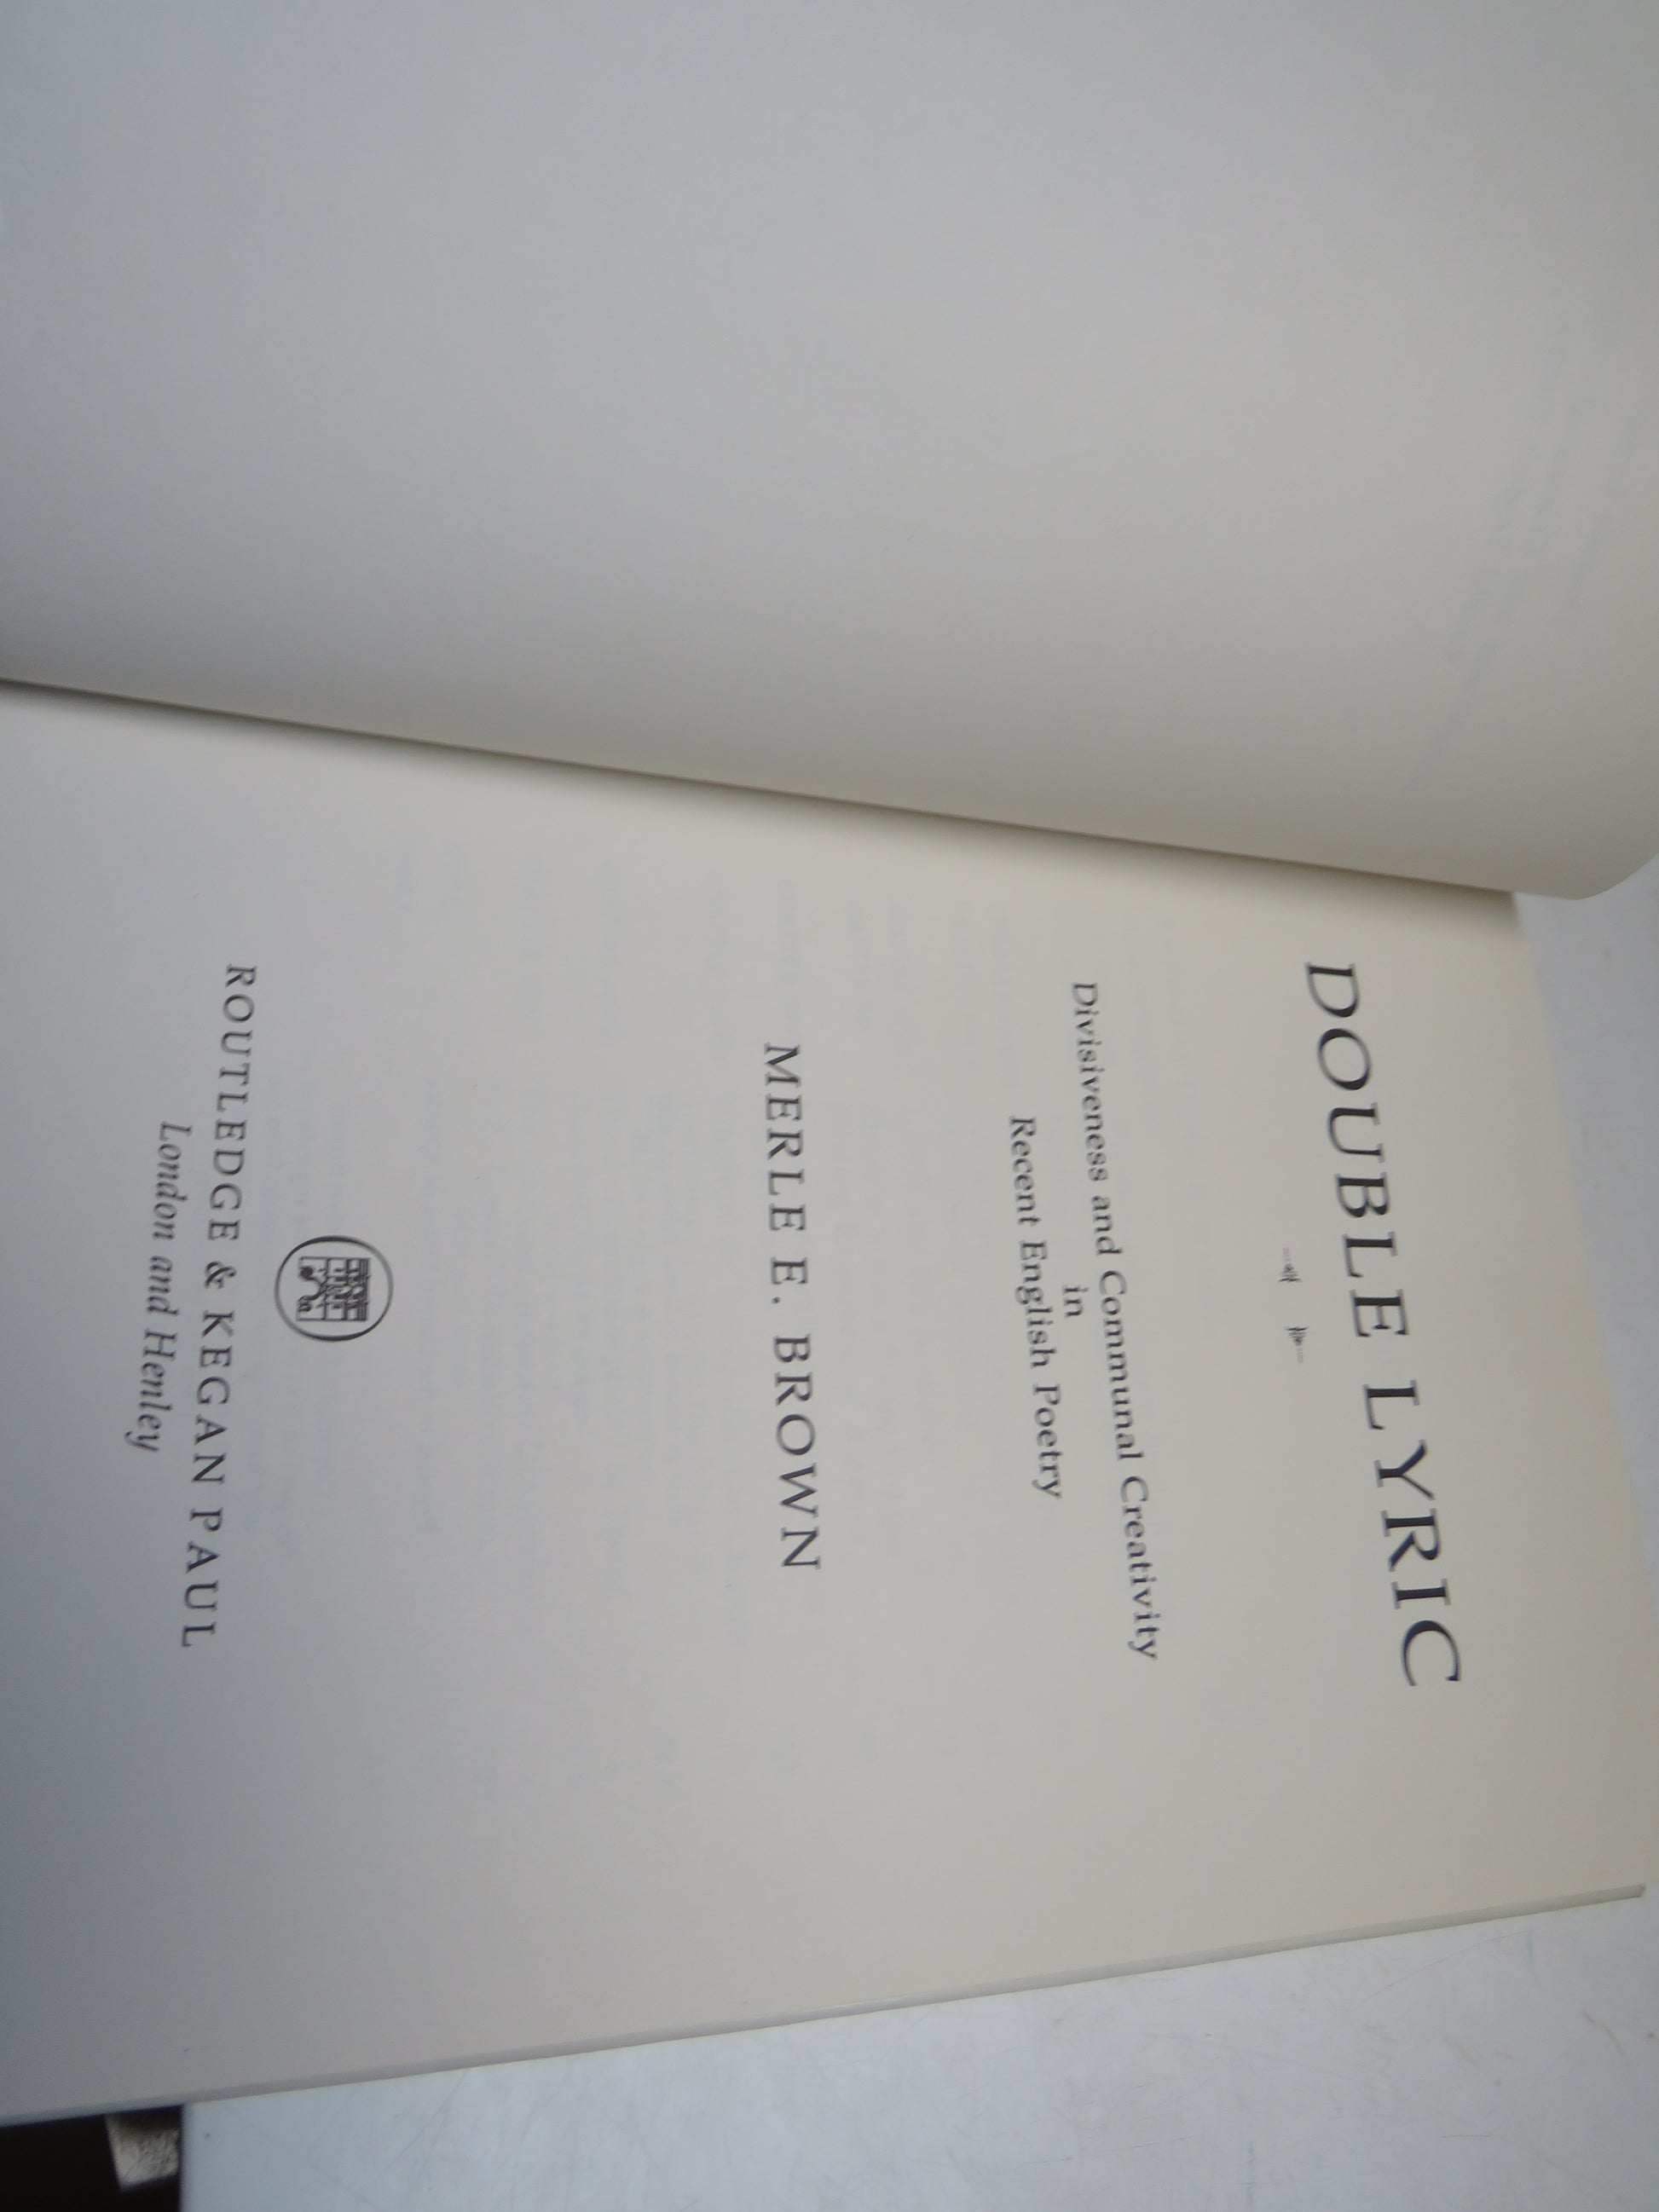 DOUBLE LYRIC
Divisiveness and Communal Creativity
in
Recent English Poetry
MERLE E. BROWN
ROUTLEDGE & KEGAN PAUL
London and Henley